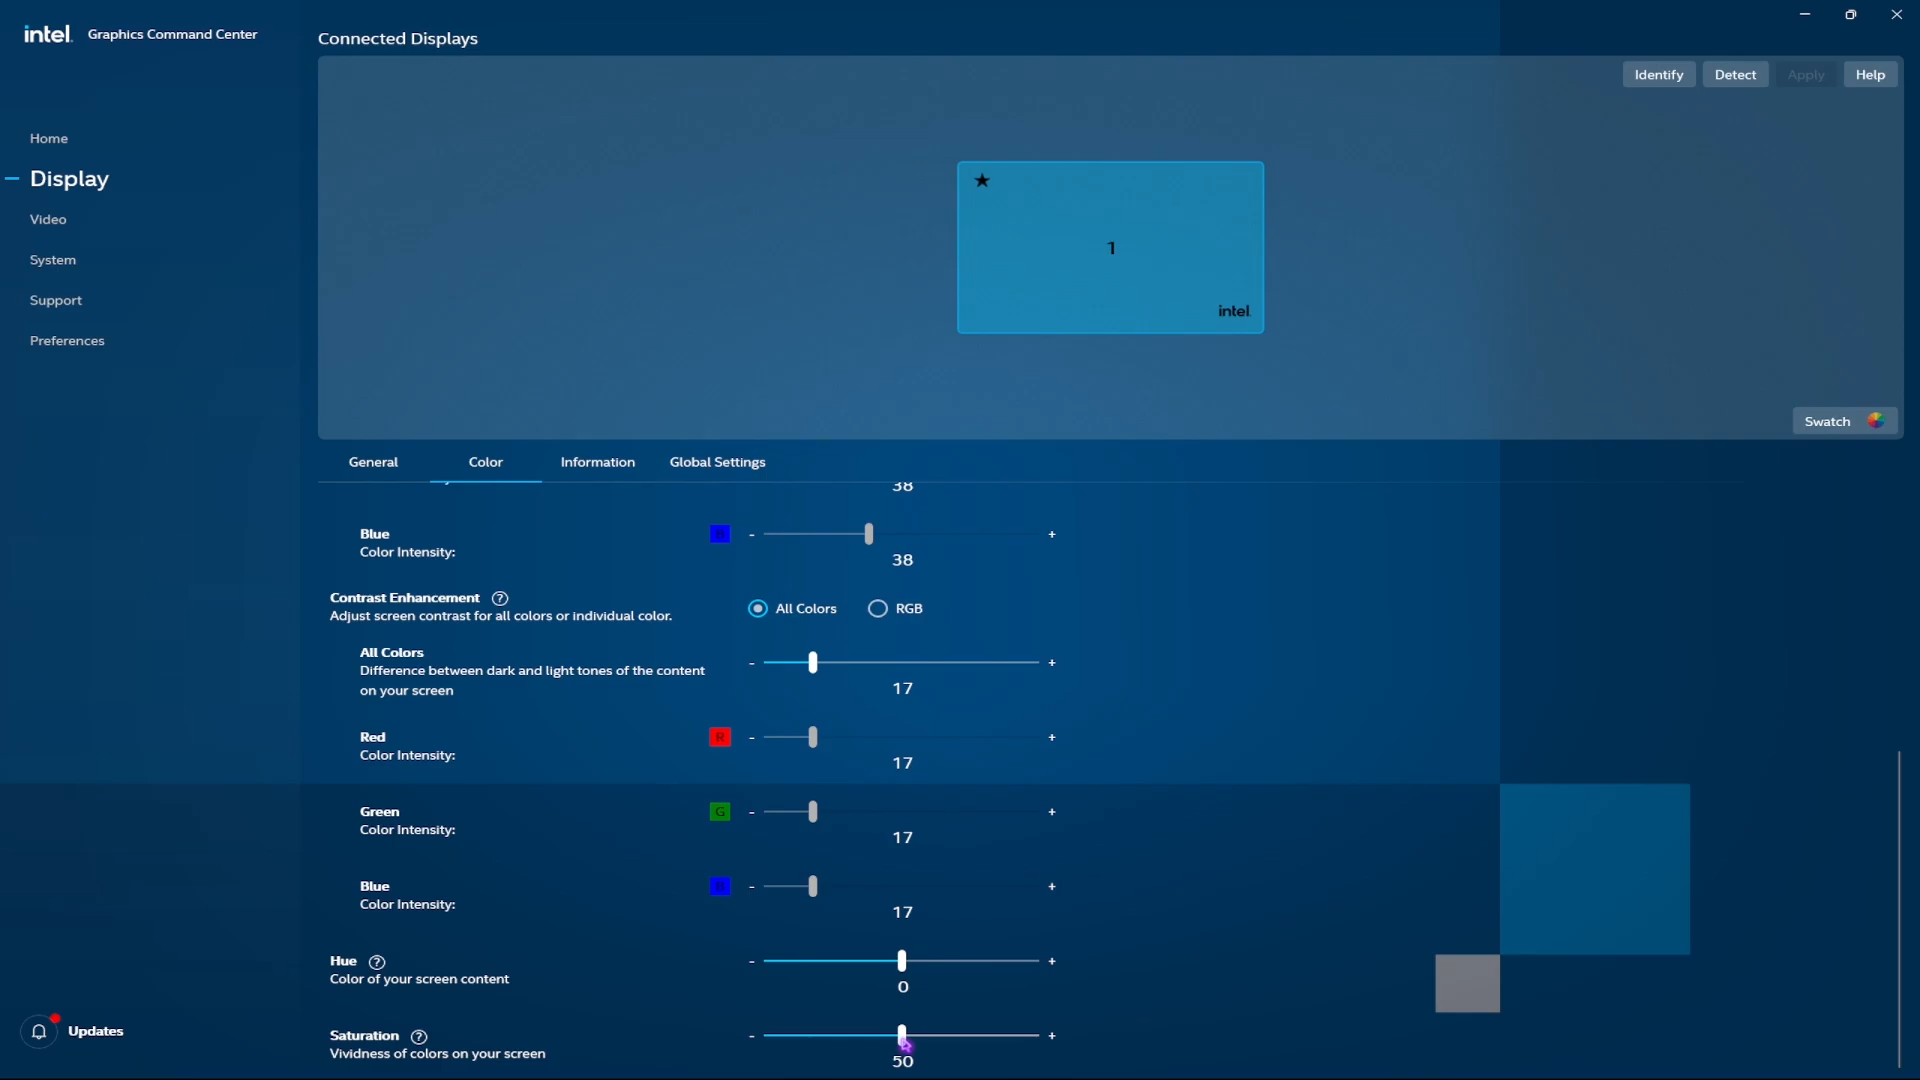 intel. Graphics Command Center
Connected Displays
Identify
Detect
Apply
Help
Home
Display
Video
System
Support
Preferences
1
intel.
Swatch
General
Color
Information
Global Settings
38
Blue
Color Intensity:
- +
38
Contrast Enhancement ?
Adjust screen contrast for all colors or individual color.
All Colors
RGB
All Colors
Difference between dark and light tones of the content
on your screen
- +
17
Red
Color Intensity:
R - +
17
Green
Color Intensity:
G - +
17
Blue
Color Intensity:
- +
17
Hue ?
Color of your screen content
- +
0
Saturation ?
Vividness of colors on your screen
- +
50
Updates